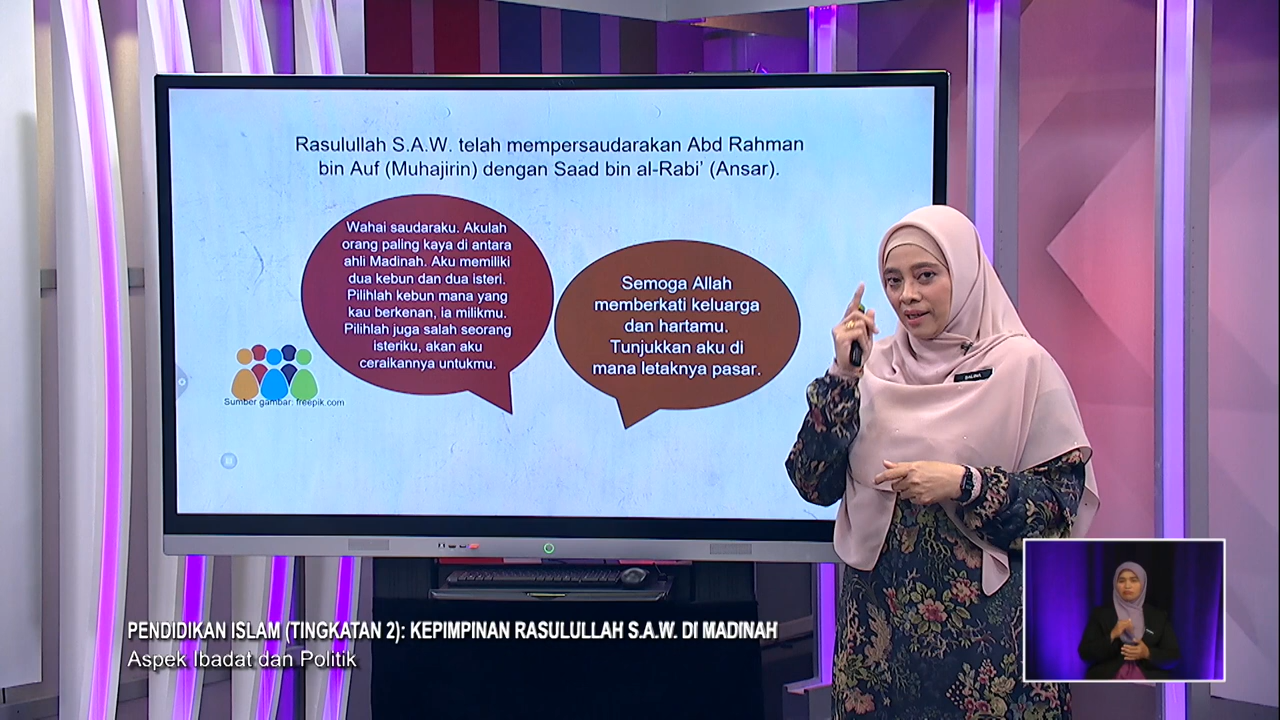 Rasulullah S.A.W. telah mempersaudarakan Abd Rahman
bin Auf (Muhajirin) dengan Saad bin al-Rabi’ (Ansar).
Wahai saudaraku. Akulah
orang paling kaya di antara
ahli Madinah. Aku memiliki
dua kebun dan dua isteri.
Pilihlah kebun mana yang
kau berkenan, ia milikmu.
Pilihlah juga salah seorang
isteriku, akan aku
ceraikannya untukmu.
Semoga Allah
memberkati keluarga
dan hartamu.
Tunjukkan aku di
mana letaknya pasar.
Sumber gambar: freepik.com
DALINA
PENDIDIKAN ISLAM (TINGKATAN 2): KEPIMPINAN RASULULLAH S.A.W. DI MADINAH
Aspek Ibadat dan Politik